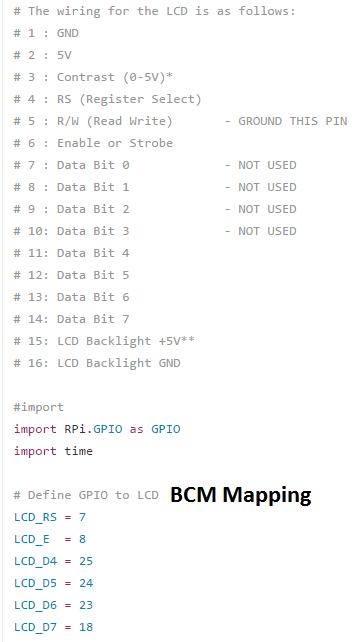 # The wiring for the LCD is as follows:
# 1 : GND
# 2 : 5V
# 3 : Contrast (0-5V)*
# 4 : RS (Register Select)
# 5 : R/W (Read Write)       - GROUND THIS PIN
# 6 : Enable or Strobe
# 7 : Data Bit 0             - NOT USED
# 8 : Data Bit 1             - NOT USED
# 9 : Data Bit 2             - NOT USED
# 10: Data Bit 3             - NOT USED
# 11: Data Bit 4
# 12: Data Bit 5
# 13: Data Bit 6
# 14: Data Bit 7
# 15: LCD Backlight +5V**
# 16: LCD Backlight GND
#import
import RPi.GPIO as GPIO
import time
# Define GPIO to LCD BCM Mapping
LCD_RS = 7
LCD_E  = 8
LCD_D4 = 25
LCD_D5 = 24
LCD_D6 = 23
LCD_D7 = 18